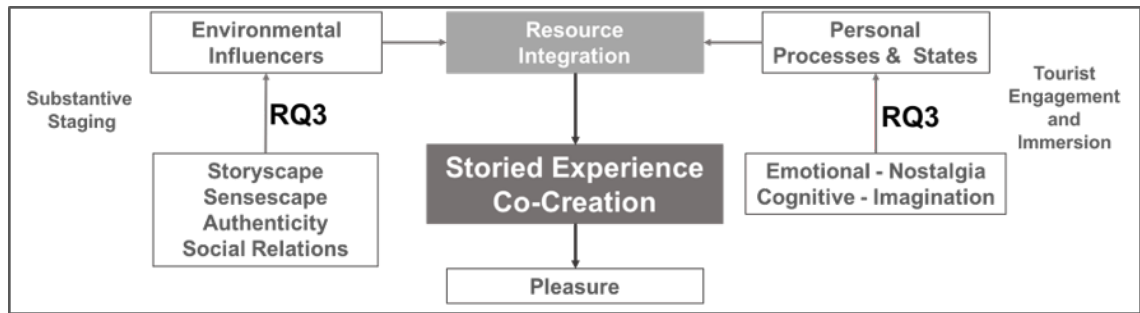 Environmental
Influencers
Resource
Integration
Personal
Processes & States
Substantive
Staging
RQ3
RQ3
Tourist
Engagement
and
Immersion
Storyscape
Sensescape
Authenticity
Social Relations
Storied Experience
Co-Creation
Emotional - Nostalgia
Cognitive - Imagination
Pleasure